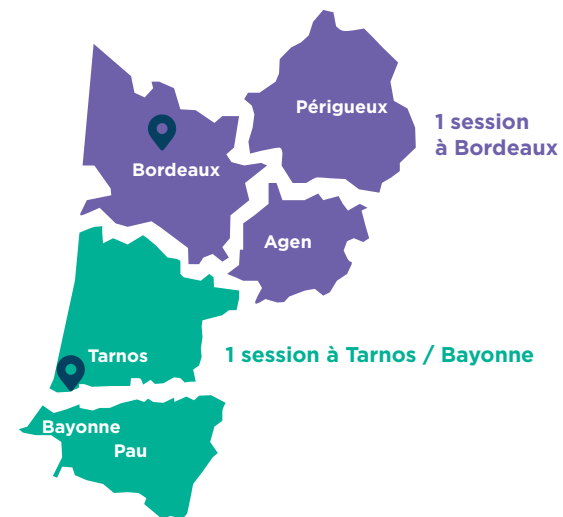 Périgueux
1 session
à Bordeaux
Bordeaux
Agen
Tarnos
1 session à Tarnos / Bayonne
Bayonne
Pau